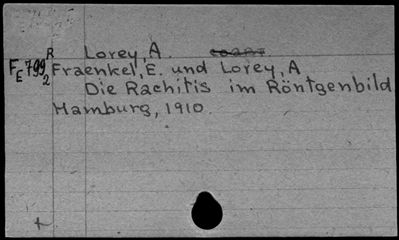 R Lorey, A.
FE 799 2 Fraenkel, E. und Lorey, A
Die Rachitis im Röntgenbild
Hamburg, 1910.